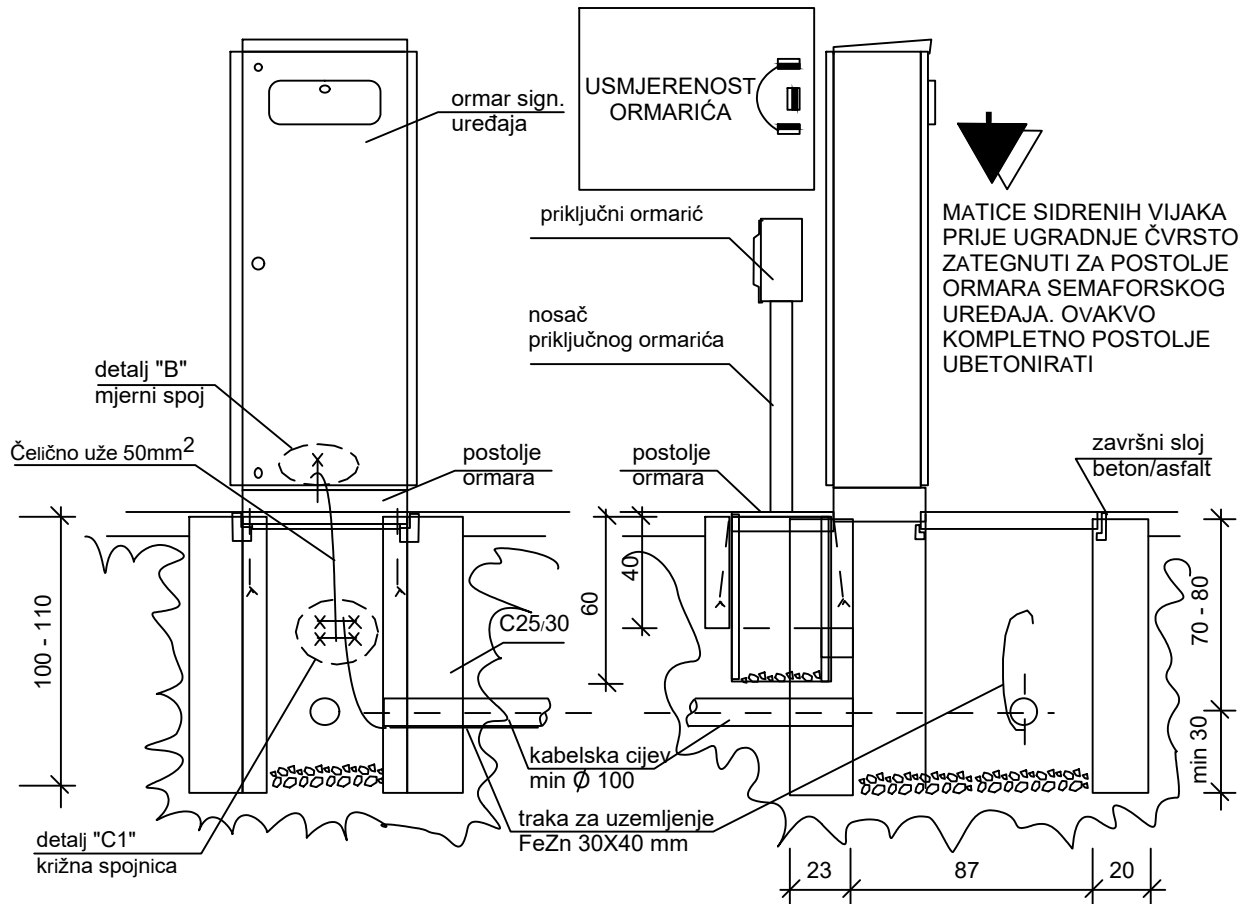 ormar sign.
uređaja
USMJERENOST
ORMARIĆA
priključni ormarić
nosač
priključnog ormarića
MATICE SIDRENIH VIJAKA
PRIJE UGRADNJE ČVRSTO
ZATEGNUTI ZA POSTOLJE
ORMARA SEMAFORSKOG
UREĐAJA. OVAKVO
KOMPLETNO POSTOLJE
UBETONIRATI
detalj "B"
mjerni spoj
Čelično uže 50mm2
postolje
ormara
postolje
ormara
završni sloj
beton/asfalt
100 - 110
C25/30
60
40
70 - 80
min 30
kabelska cijev
min Ø 100
traka za uzemljenje
FeZn 30X40 mm
detalj "C1"
križna spojnica
23
87
20